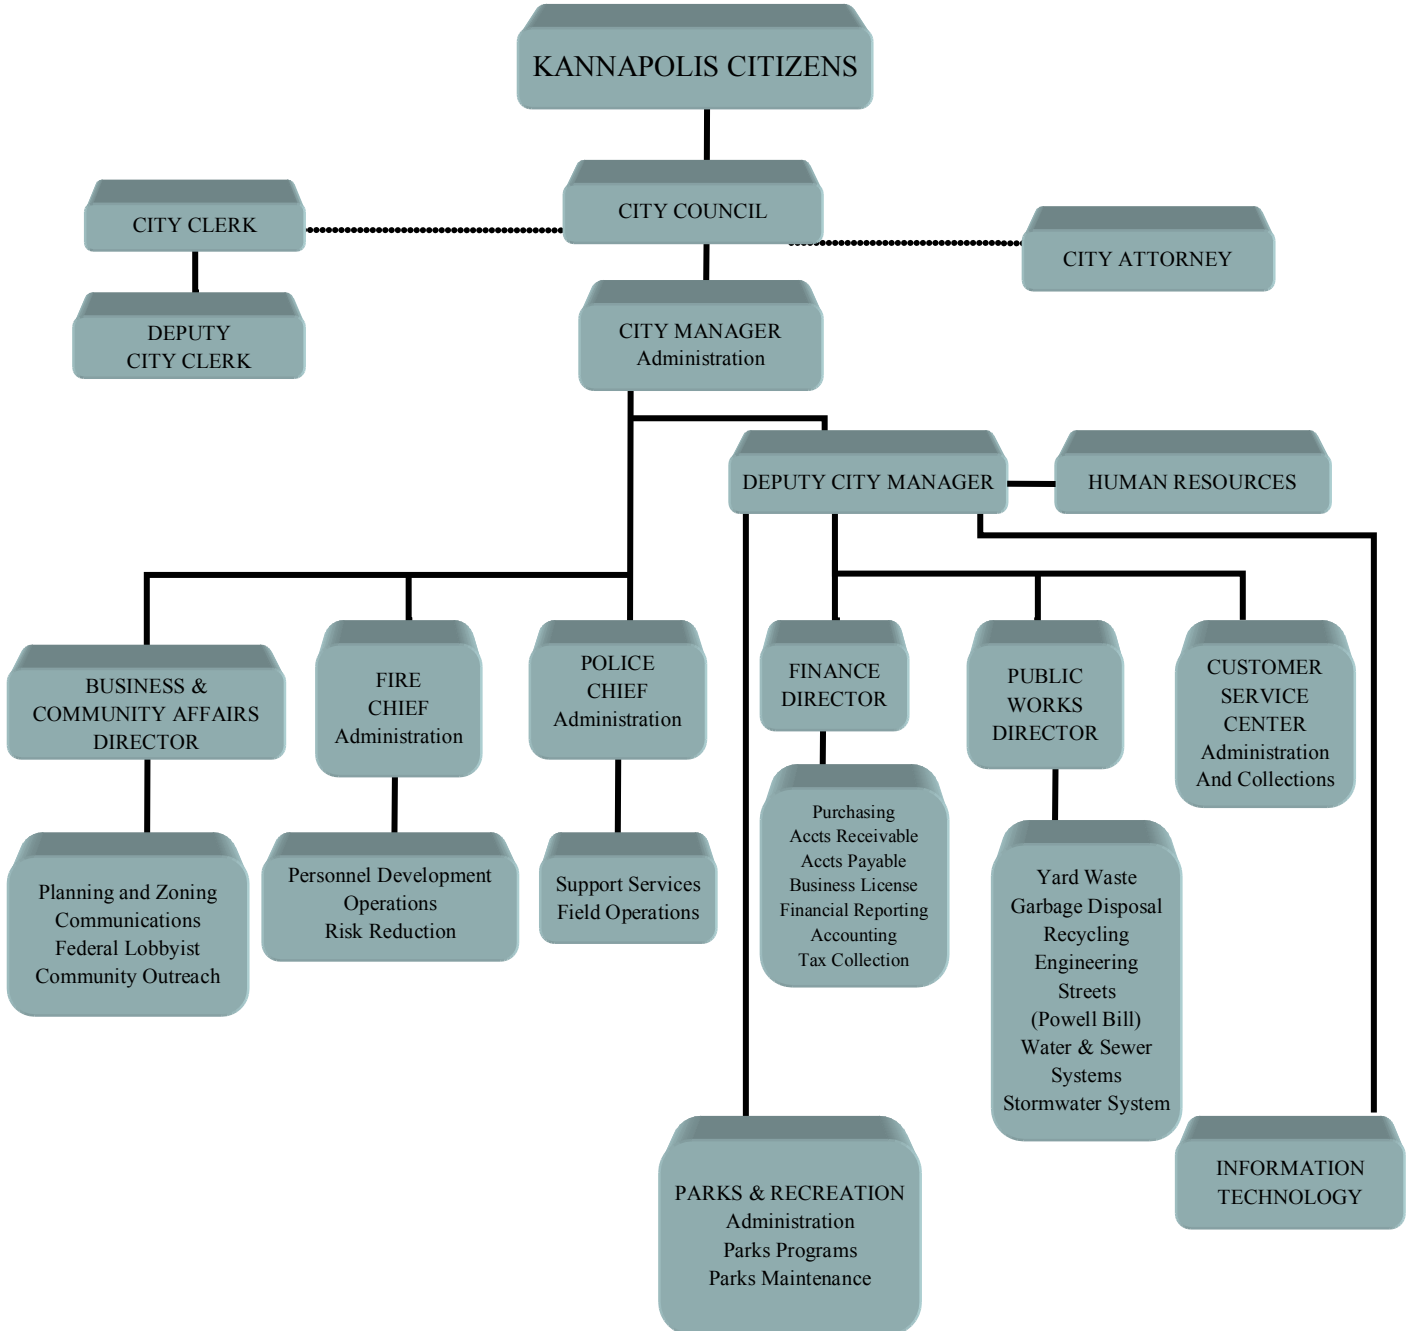 KANNAPOLIS CITIZENS
CITY COUNCIL
CITY CLERK
CITY ATTORNEY
DEPUTY
CITY CLERK
CITY MANAGER
Administration
DEPUTY CITY MANAGER
HUMAN RESOURCES
BUSINESS &
COMMUNITY AFFAIRS
DIRECTOR
FIRE
CHIEF
Administration
POLICE
CHIEF
Administration
FINANCE
DIRECTOR
PUBLIC
WORKS
DIRECTOR
CUSTOMER
SERVICE
CENTER
Administration
And Collections
Planning and Zoning
Communications
Federal Lobbyist
Community Outreach
Personnel Development
Operations
Risk Reduction
Support Services
Field Operations
Purchasing
Accts Receivable
Accts Payable
Business License
Financial Reporting
Accounting
Tax Collection
Yard Waste
Garbage Disposal
Recycling
Engineering
Streets
(Powell Bill)
Water & Sewer
Systems
Stormwater System
PARKS & RECREATION
Administration
Parks Programs
Parks Maintenance
INFORMATION
TECHNOLOGY